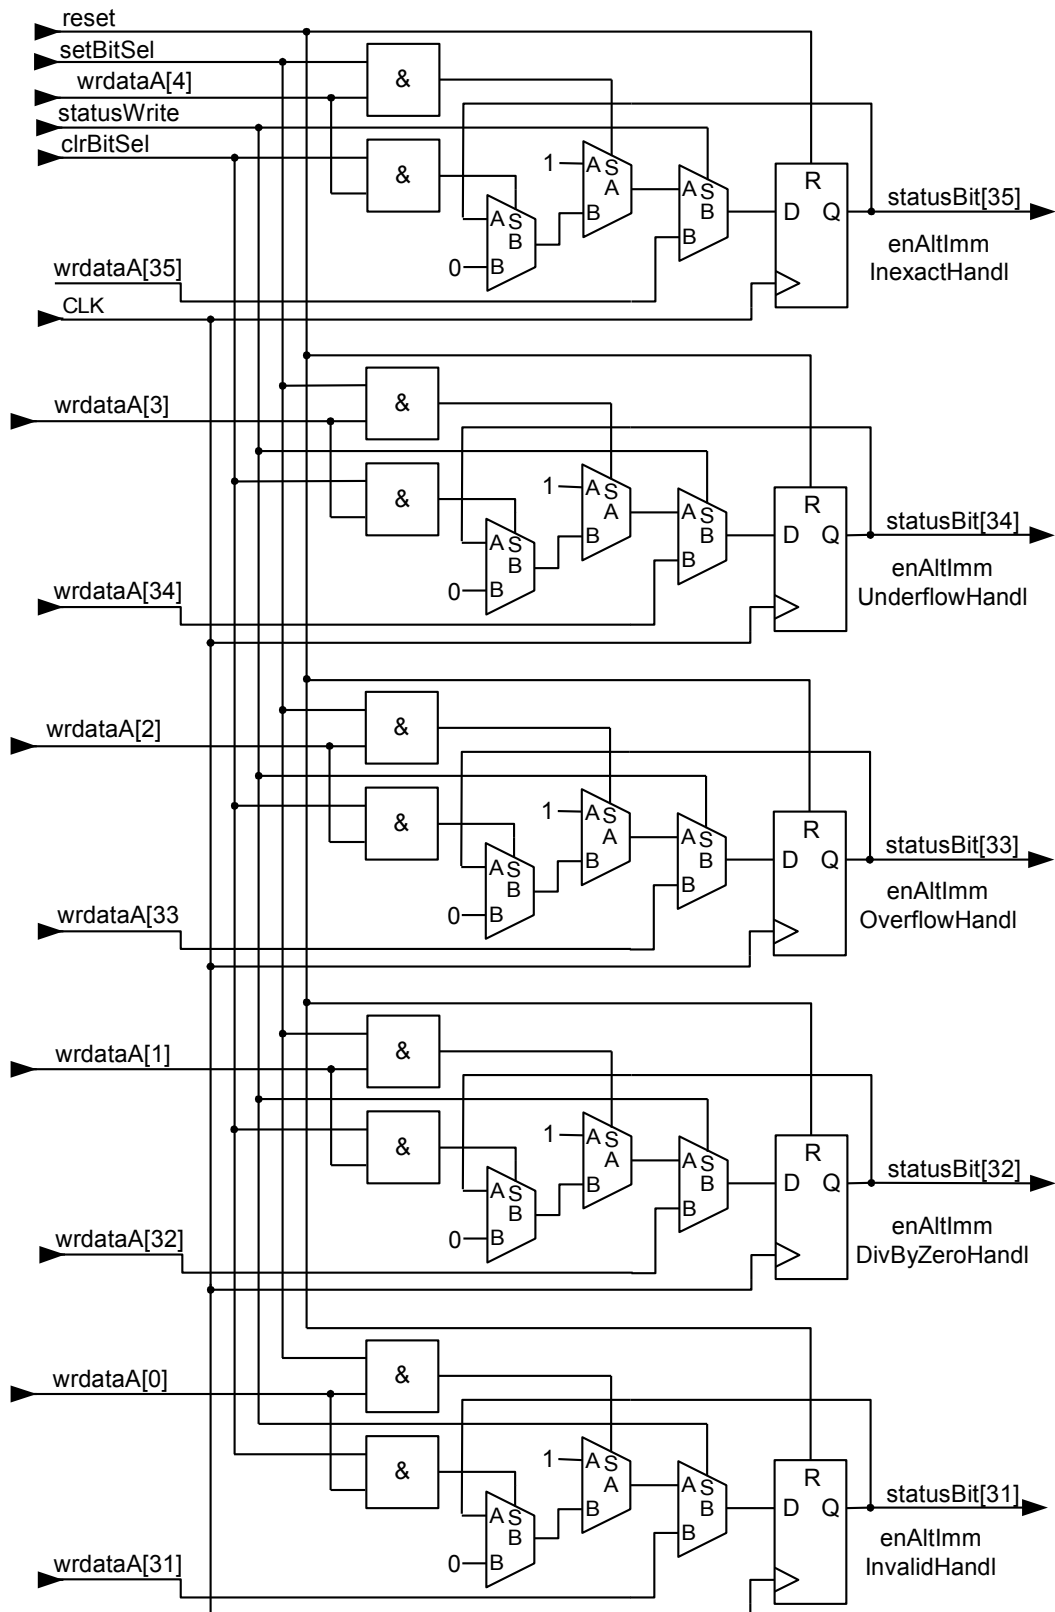 reset
setBitSel
wrdataA[4]
statusWrite
clrBitSel
&
&
1 A S A B
A S B B
0
A S B B
R
D Q
statusBit[35]
enAltImm
InexactHandl
wrdataA[35]
CLK
wrdataA[3]
&
&
1 A S A B
A S B B
0
A S B B
R
D Q
statusBit[34]
enAltImm
UnderflowHandl
wrdataA[34]
wrdataA[2]
&
&
1 A S A B
A S B B
0
A S B B
R
D Q
statusBit[33]
enAltImm
OverflowHandl
wrdataA[33
wrdataA[1]
&
&
1 A S A B
A S B B
0
A S B B
R
D Q
statusBit[32]
enAltImm
DivByZeroHandl
wrdataA[32]
wrdataA[0]
&
&
1 A S A B
A S B B
0
A S B B
R
D Q
statusBit[31]
enAltImm
InvalidHandl
wrdataA[31]